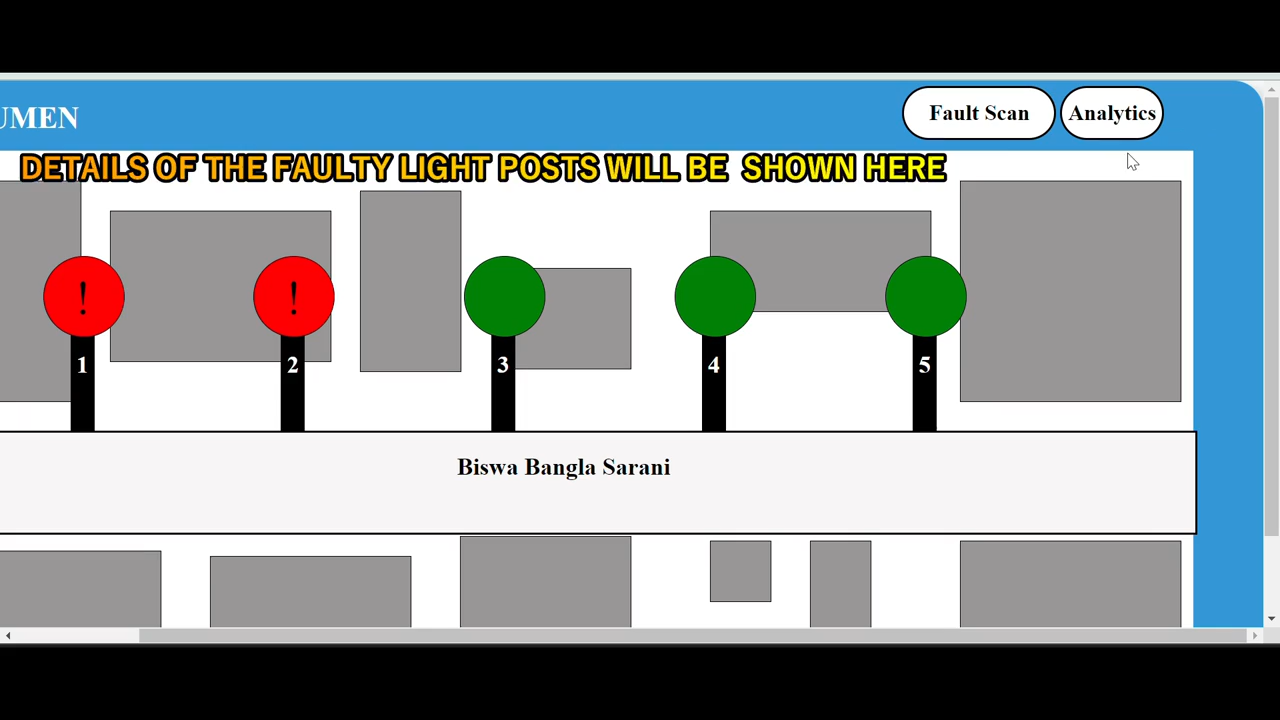 UMEN
Fault Scan
Analytics
DETAILS OF THE FAULTY LIGHT POSTS WILL BE SHOWN HERE
! !
1 2 3 4 5
Biswa Bangla Sarani